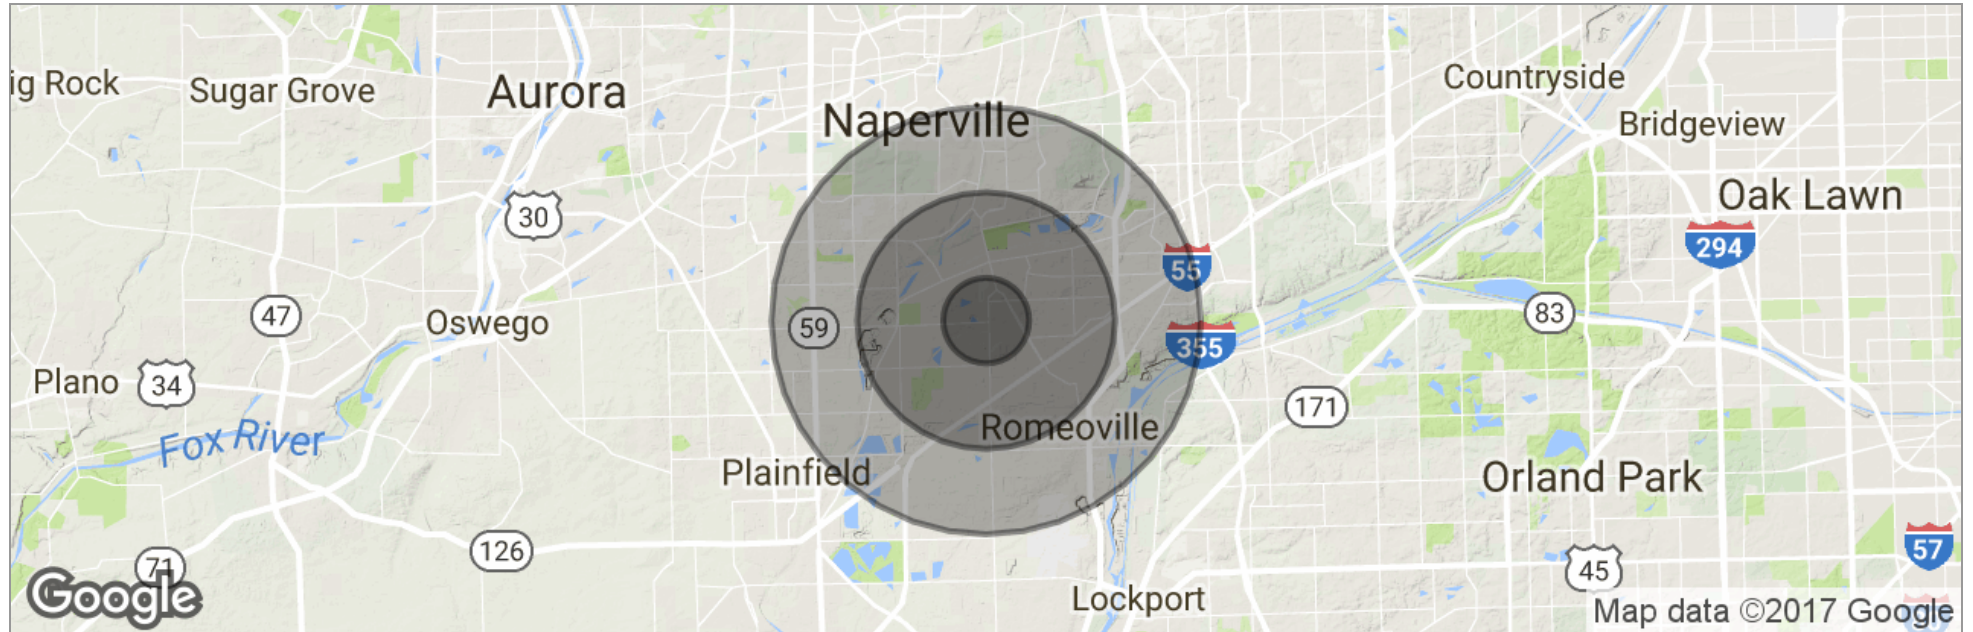 ig Rock
Sugar Grove
Aurora
Naperville
Countryside
Bridgeview
Oak Lawn
30
294
55
47
Oswego
59
83
355
Plano
34
171
Romeoville
Fox River
Plainfield
Orland Park
126
71
57
45
Google
Lockport
Map data ©2017 Google